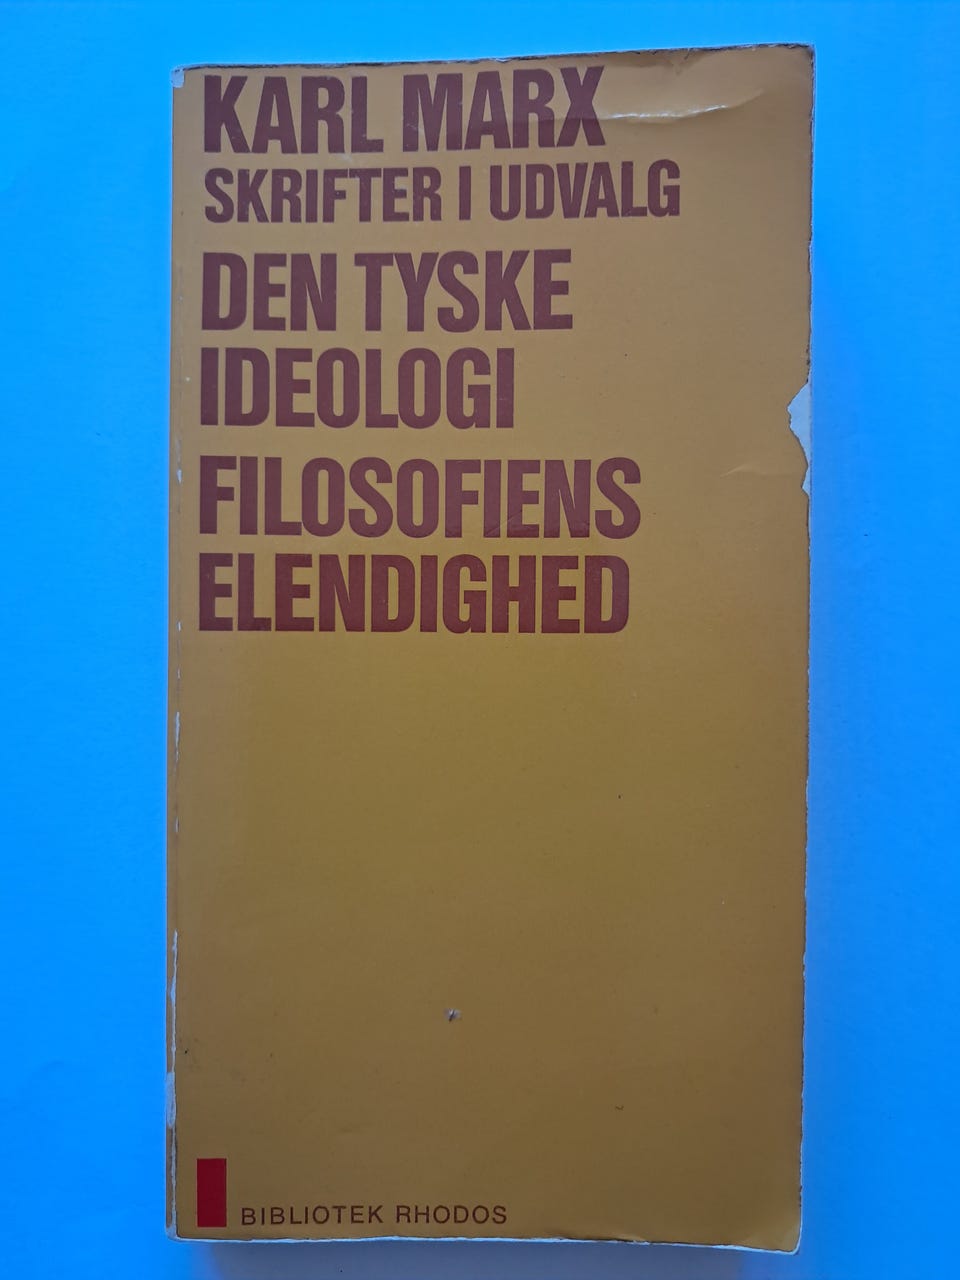 KARL MARX
SKRIFTER I UDVALG
DEN TYSKE
IDEOLOGI
FILOSOFIENS
ELENDIGHED
BIBLIOTEK RHODOS